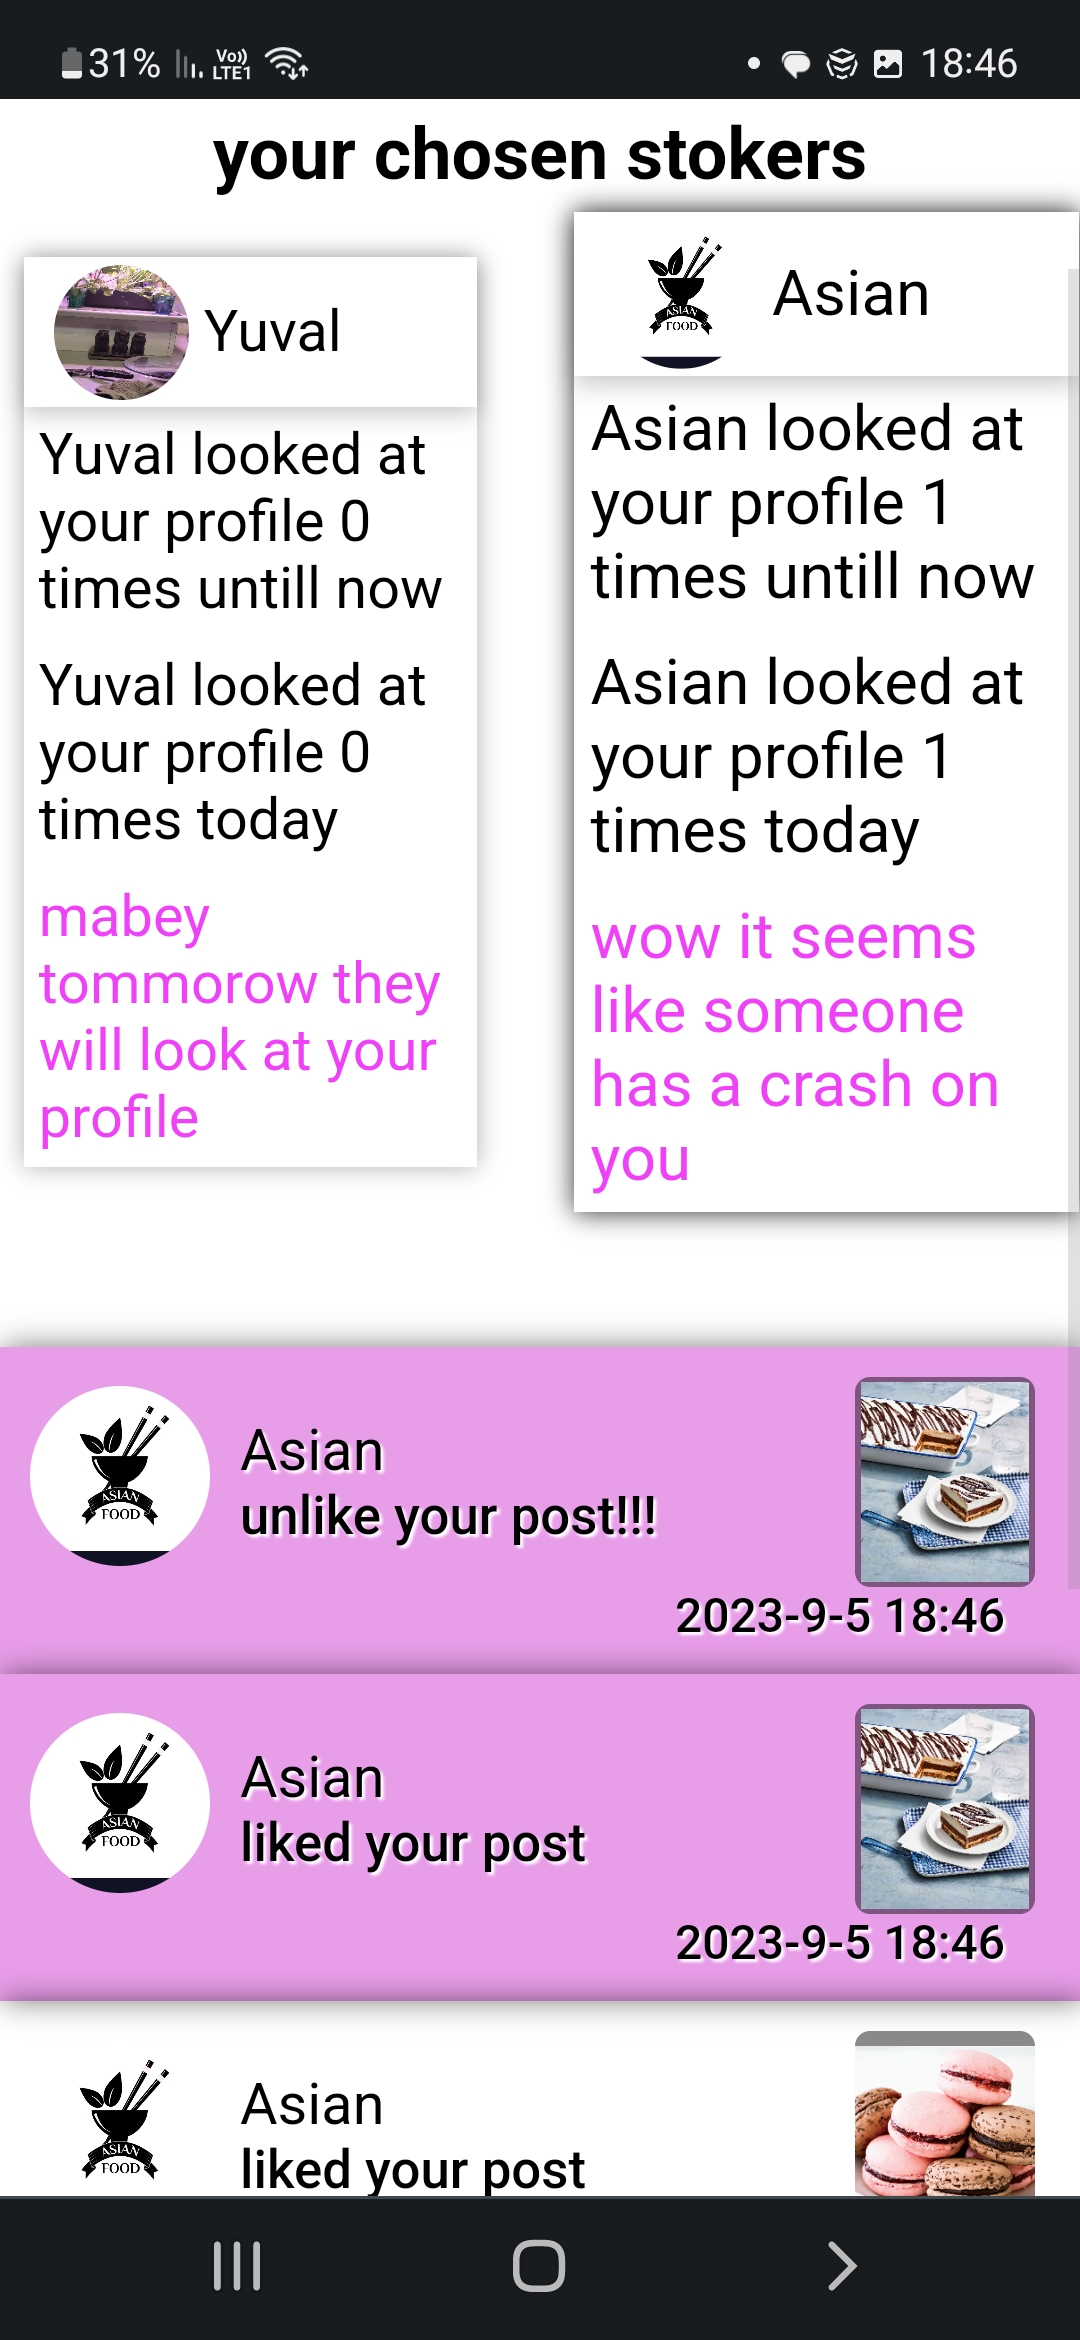 31% Vo)) LTE1 18:46
your chosen stokers
Yuval
Yuval looked at
your profile 0
times untill now
Yuval looked at
your profile 0
times today
mabey
tommorow they
will look at your
profile
ASIAN
FOOD
Asian
Asian looked at
your profile 1
times untill now
Asian looked at
your profile 1
times today
wow it seems
like someone
has a crash on
you
ASIAN
FOOD
Asian
unlike your post!!!
2023-9-5 18:46
ASIAN
FOOD
Asian
liked your post
2023-9-5 18:46
ASIAN
FOOD
Asian
liked your post